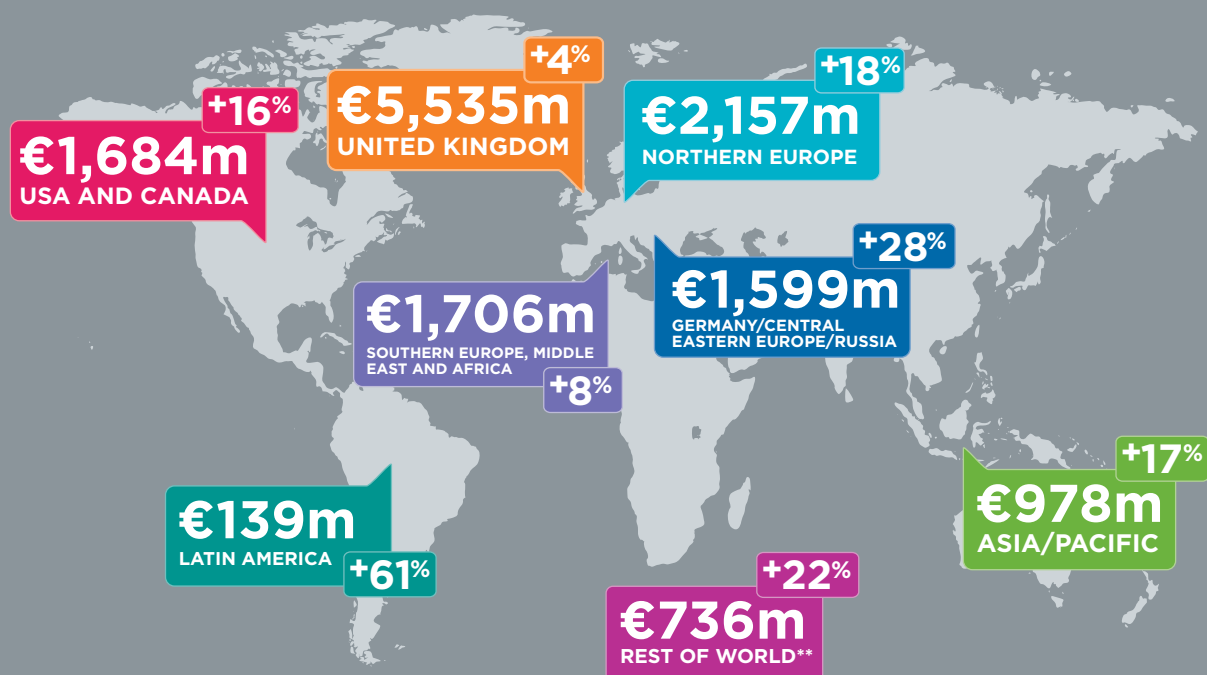 +16%
€1,684m
USA AND CANADA
+4%
€5,535m
UNITED KINGDOM
+18%
€2,157m
NORTHERN EUROPE
€1,706m
SOUTHERN EUROPE, MIDDLE
EAST AND AFRICA
+8%
+28%
€1,599m
GERMANY/CENTRAL
EASTERN EUROPE/RUSSIA
€139m
LATIN AMERICA
+61%
+22%
€736m
REST OF WORLD**
+17%
€978m
ASIA/PACIFIC